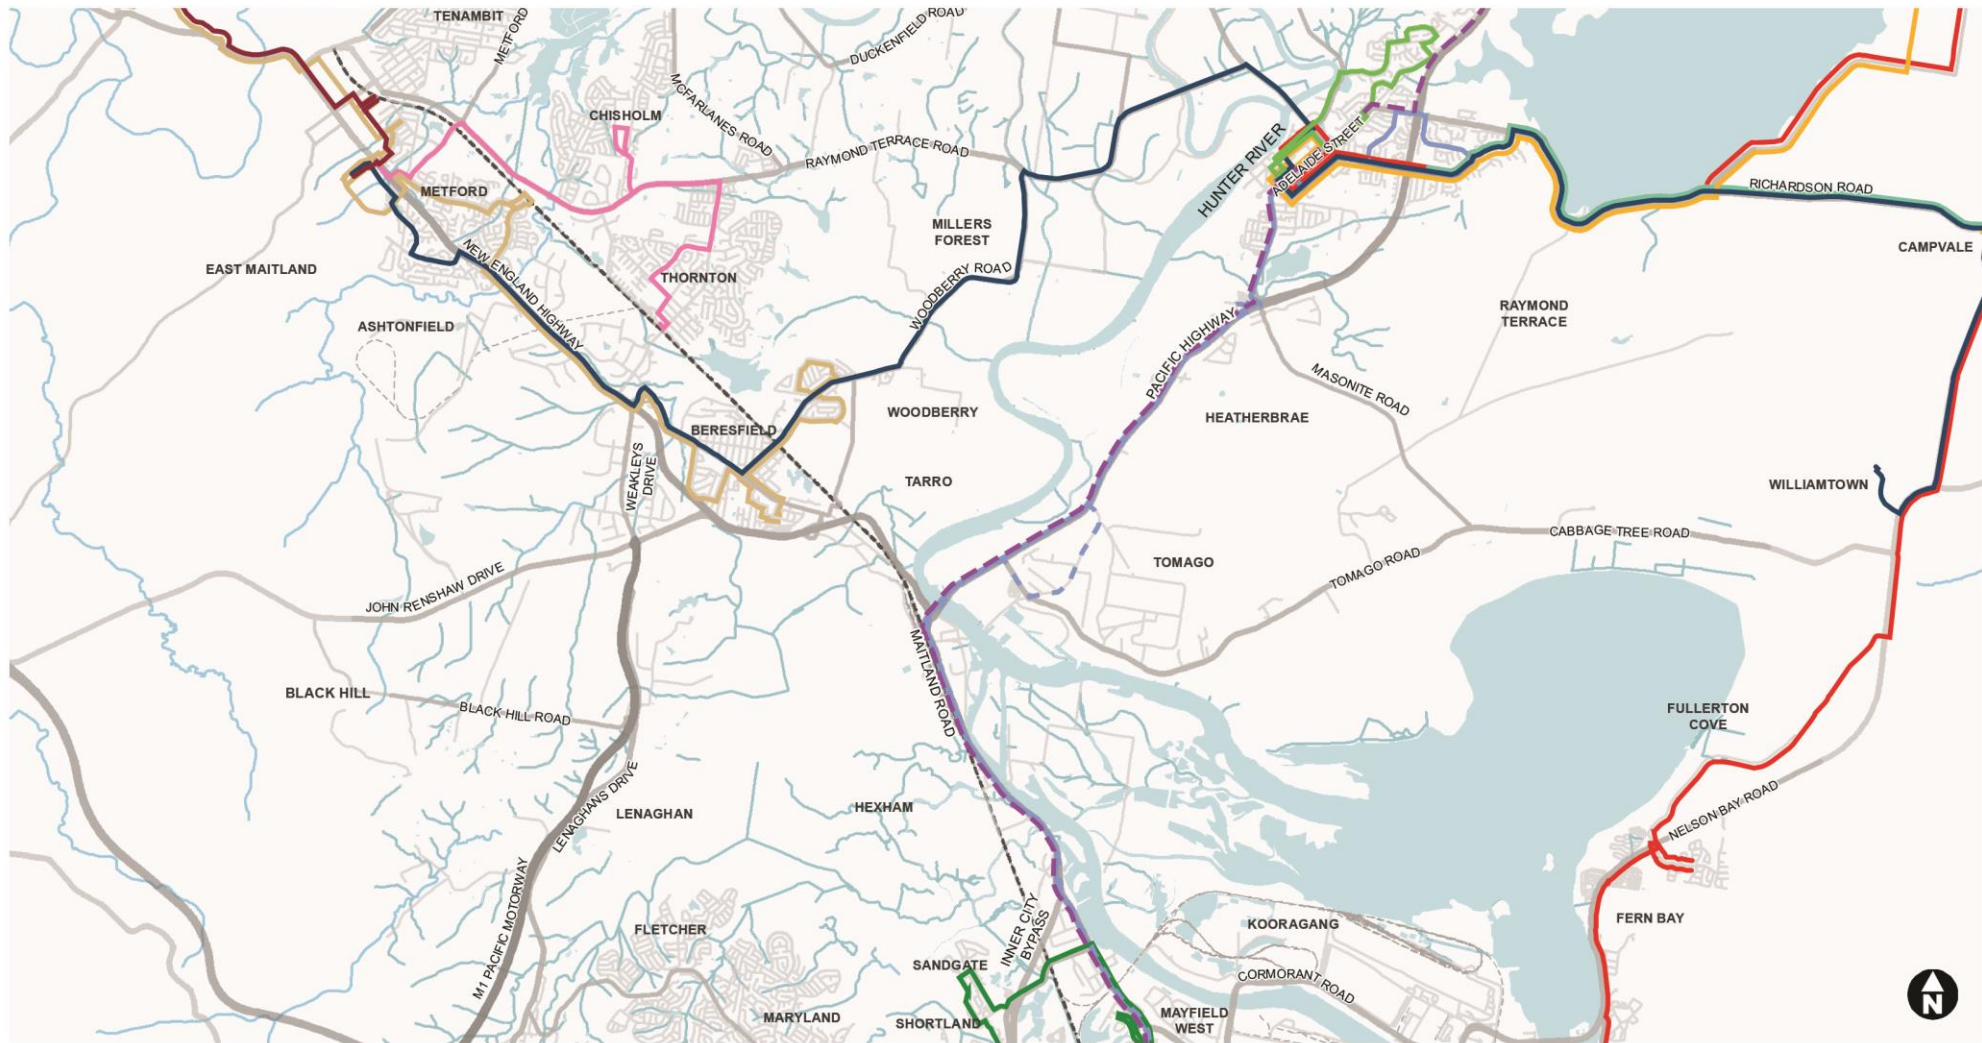 TENAMBIT
METFORD
DUCKENFIELD ROAD
MCFARLANES ROAD
CHISHOLM
RAYMOND TERRACE ROAD
HUNTER RIVER
ADELAIDE STREET
METFORD
RICHARDSON ROAD
MILLERS
FOREST
CAMPVALE
EAST MAITLAND
NEW ENGLAND HIGHWAY
THORNTON
WOODBERRY ROAD
RAYMOND
TERRACE
ASHTONFIELD
PACIFIC HIGHWAY
MASONITE ROAD
WOODBERRY
HEATHERBRAE
BERESFIELD
WEAKLEYS
DRIVE
TARRO
WILLIAMTOWN
CABBAGE TREE ROAD
TOMAGO
TOMAGO ROAD
JOHN RENSHAW DRIVE
MAITLAND ROAD
BLACK HILL
BLACK HILL ROAD
FULLERTON
COVE
LENAGHANS DRIVE
LENAGHAN
HEXHAM
NELSON BAY ROAD
M1 PACIFIC MOTORWAY
FLETCHER
INNER CITY
BYPASS
KOORAGANG
FERN BAY
SANDGATE
CORMORANT ROAD
MARYLAND
SHORTLAND
MAYFIELD
WEST
N